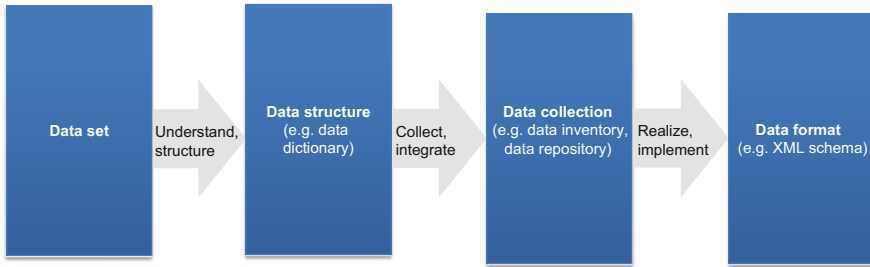 Data set
Understand,
structure
Data structure
(e.g. data
dictionary)
Collect,
integrate
Data collection
(e.g. data inventory,
data repository)
Realize,
implement
Data format
(e.g. XML schema)